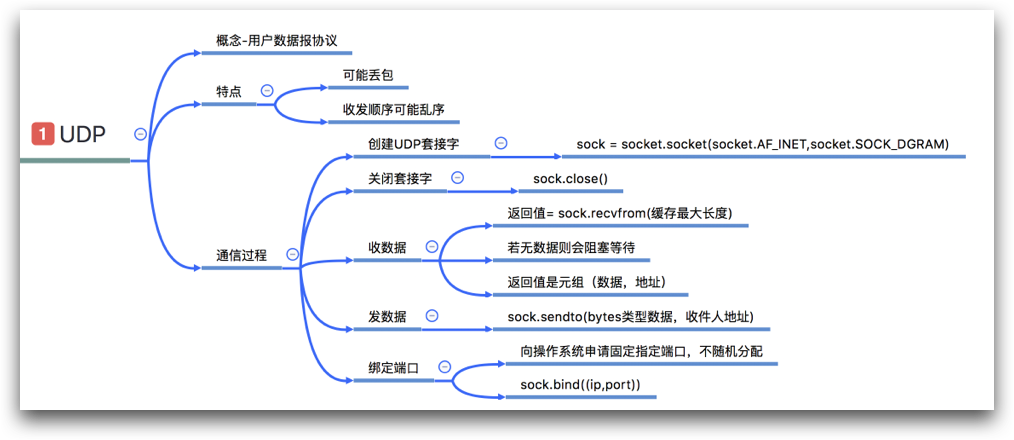 1 UDP
概念-用户数据报协议
特点
可能丢包
收发顺序可能乱序
通信过程
创建UDP套接字
sock = socket.socket(socket.AF_INET,socket.SOCK_DGRAM)
关闭套接字
sock.close()
收数据
返回值= sock.recvfrom(缓存最大长度)
若无数据则会阻塞等待
返回值是元组（数据，地址）
发数据
sock.sendto(bytes类型数据，收件人地址)
绑定端口
向操作系统申请固定指定端口，不随机分配
sock.bind((ip,port))